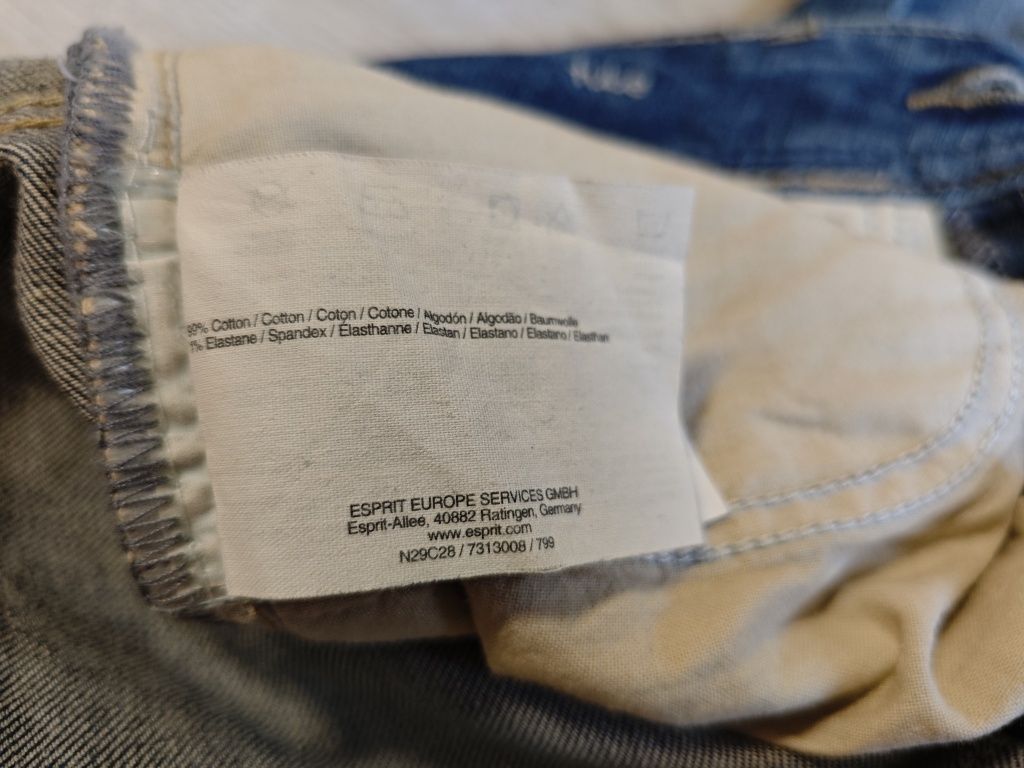 99% Cotton / Cotton / Coton / Cotone / Algodón / Algodão / Baumwolle
1% Elastane / Spandex / Élasthanne / Elastan / Elastano / Elastano / Elasthan
ESPRIT EUROPE SERVICES GMBH
Esprit-Allee, 40882 Ratingen, Germany
www.esprit.com
N29C28 / 7313008 / 799